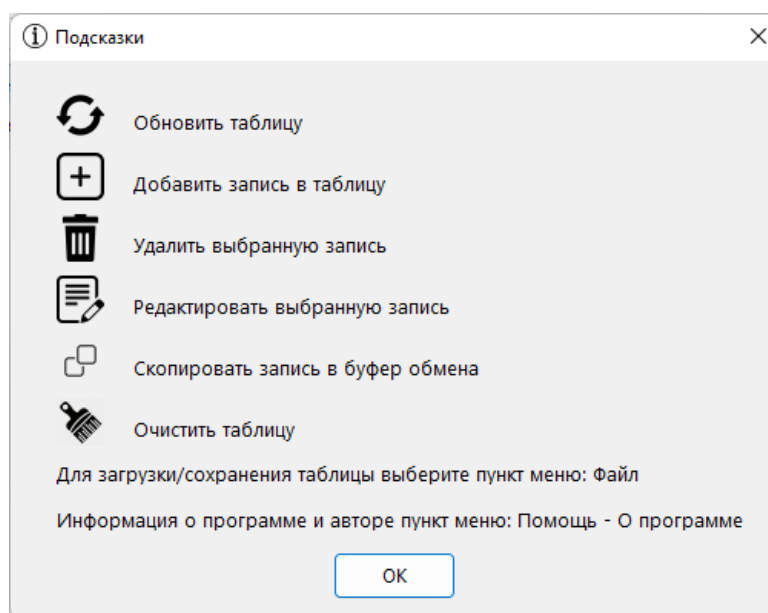 Подсказки
Обновить таблицу
Добавить запись в таблицу
Удалить выбранную запись
Редактировать выбранную запись
Скопировать запись в буфер обмена
Очистить таблицу
Для загрузки/сохранения таблицы выберите пункт меню: Файл
Информация о программе и авторе пункт меню: Помощь - О программе
ОК